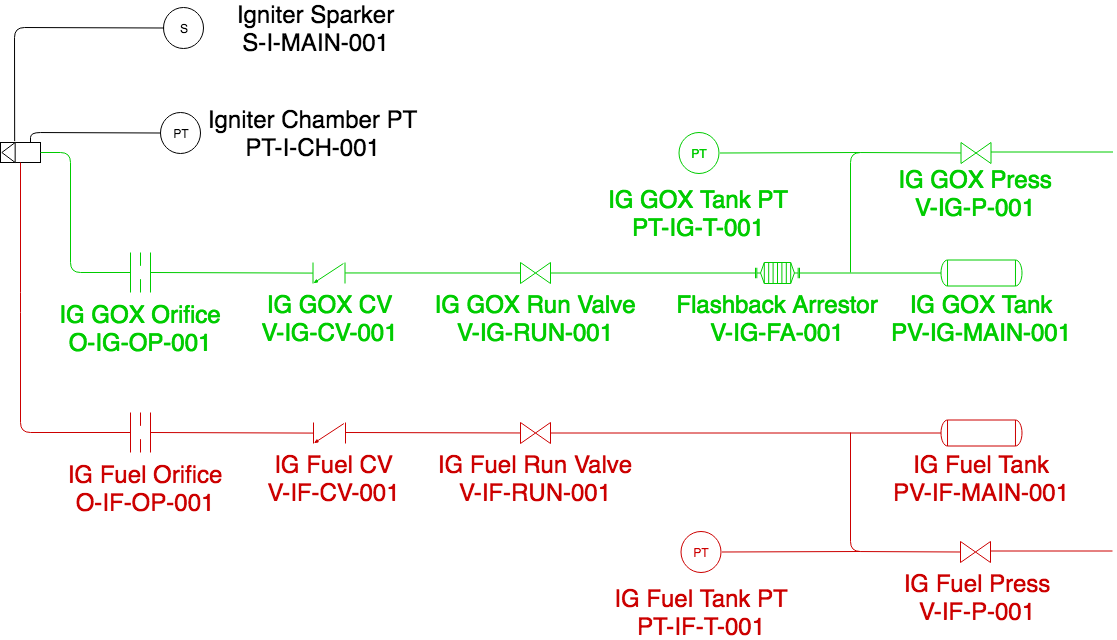 S
Igniter Sparker
S-I-MAIN-001
PT
Igniter Chamber PT
PT-I-CH-001
PT
IG GOX Tank PT
PT-IG-T-001
IG GOX Press
V-IG-P-001
IG GOX Orifice
O-IG-OP-001
IG GOX CV
V-IG-CV-001
IG GOX Run Valve
V-IG-RUN-001
Flashback Arrestor
V-IG-FA-001
IG GOX Tank
PV-IG-MAIN-001
IG Fuel Orifice
O-IF-OP-001
IG Fuel CV
V-IF-CV-001
IG Fuel Run Valve
V-IF-RUN-001
IG Fuel Tank
PV-IF-MAIN-001
PT
IG Fuel Tank PT
PT-IF-T-001
IG Fuel Press
V-IF-P-001